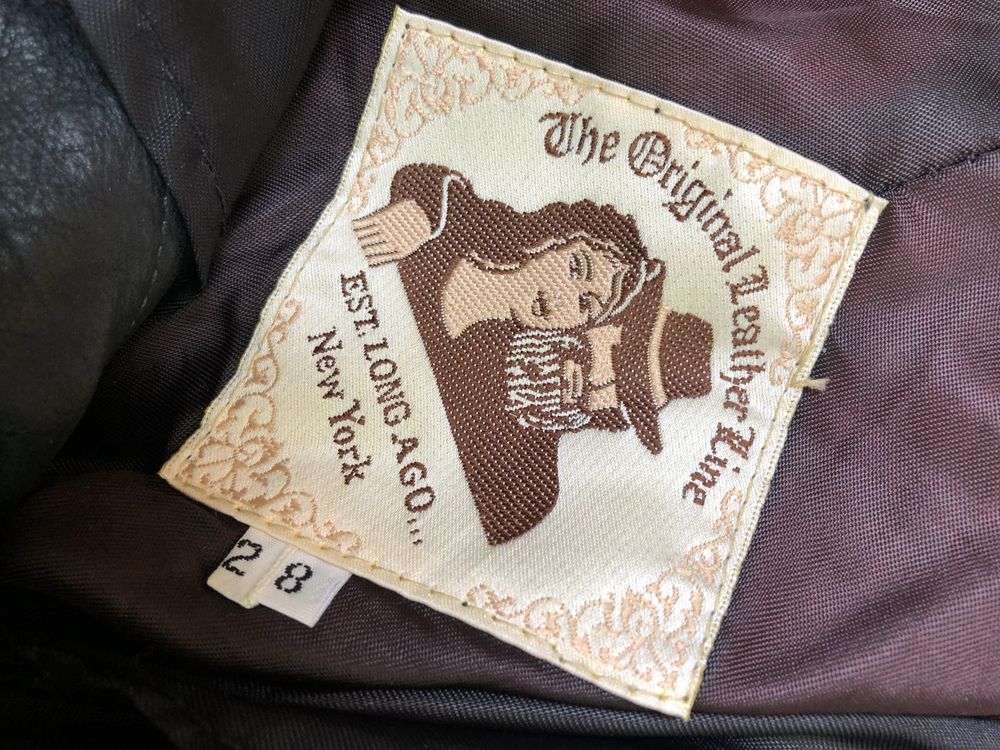 The Original Leather Line
EST. LONG AGO...
New York
28